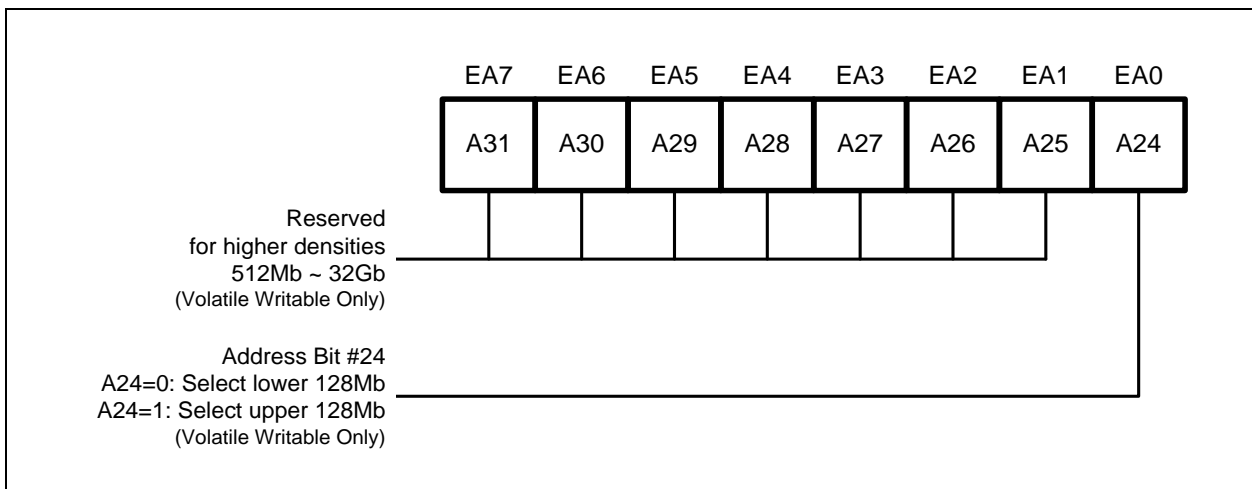 EA7 EA6 EA5 EA4 EA3 EA2 EA1 EA0
A31 A30 A29 A28 A27 A26 A25 A24
Reserved
for higher densities
512Mb ~ 32Gb
(Volatile Writable Only)
Address Bit #24
A24=0: Select lower 128Mb
A24=1: Select upper 128Mb
(Volatile Writable Only)